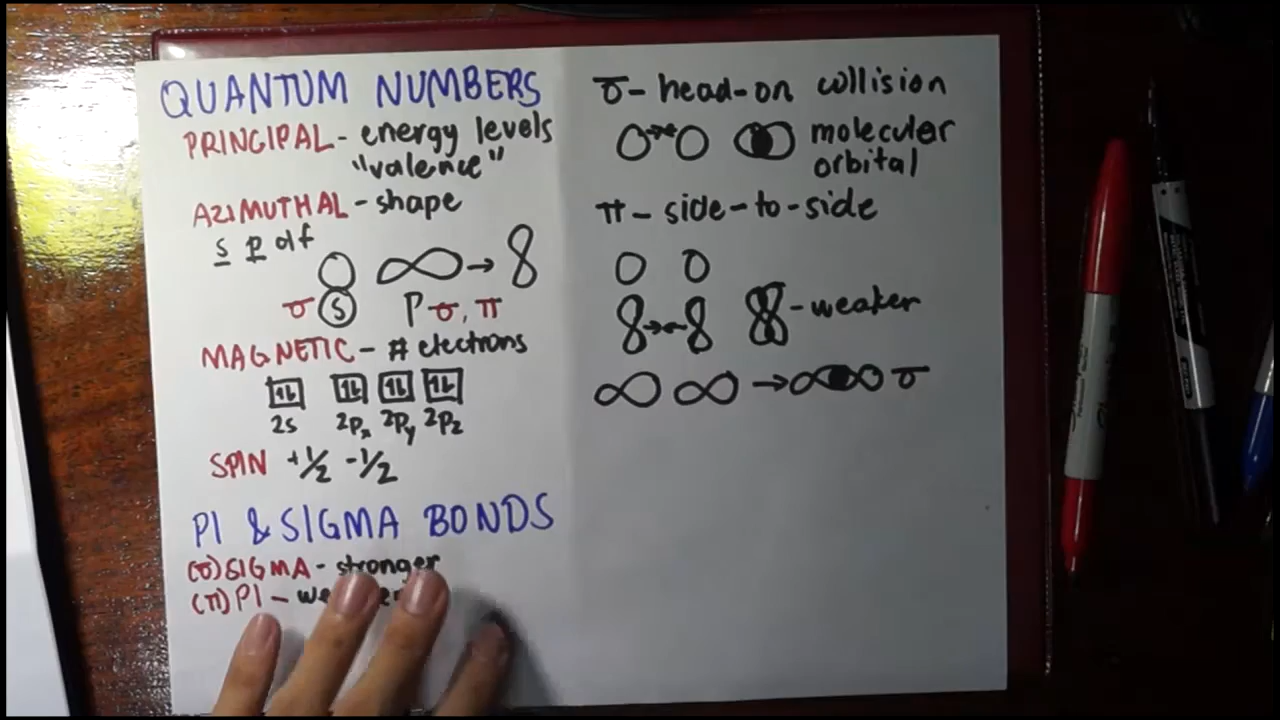 QUANTUM NUMBERS
PRINCIPAL - energy levels
"valence"
AZIMUTHAL - shape
s p d f
σ S P σ, π
MAGNETIC - # electrons
2s 2px 2py 2pz
SPIN +1/2 -1/2
PI & SIGMA BONDS
(σ) SIGMA - stronger
(π) PI -
σ - head-on collision
molecular
orbital
π - side-to-side
- weaker
σ